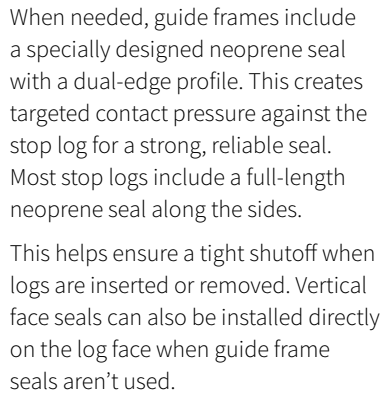 When needed, guide frames include
a specially designed neoprene seal
with a dual-edge profile. This creates
targeted contact pressure against the
stop log for a strong, reliable seal.
Most stop logs include a full-length
neoprene seal along the sides.
This helps ensure a tight shutoff when
logs are inserted or removed. Vertical
face seals can also be installed directly
on the log face when guide frame
seals aren’t used.